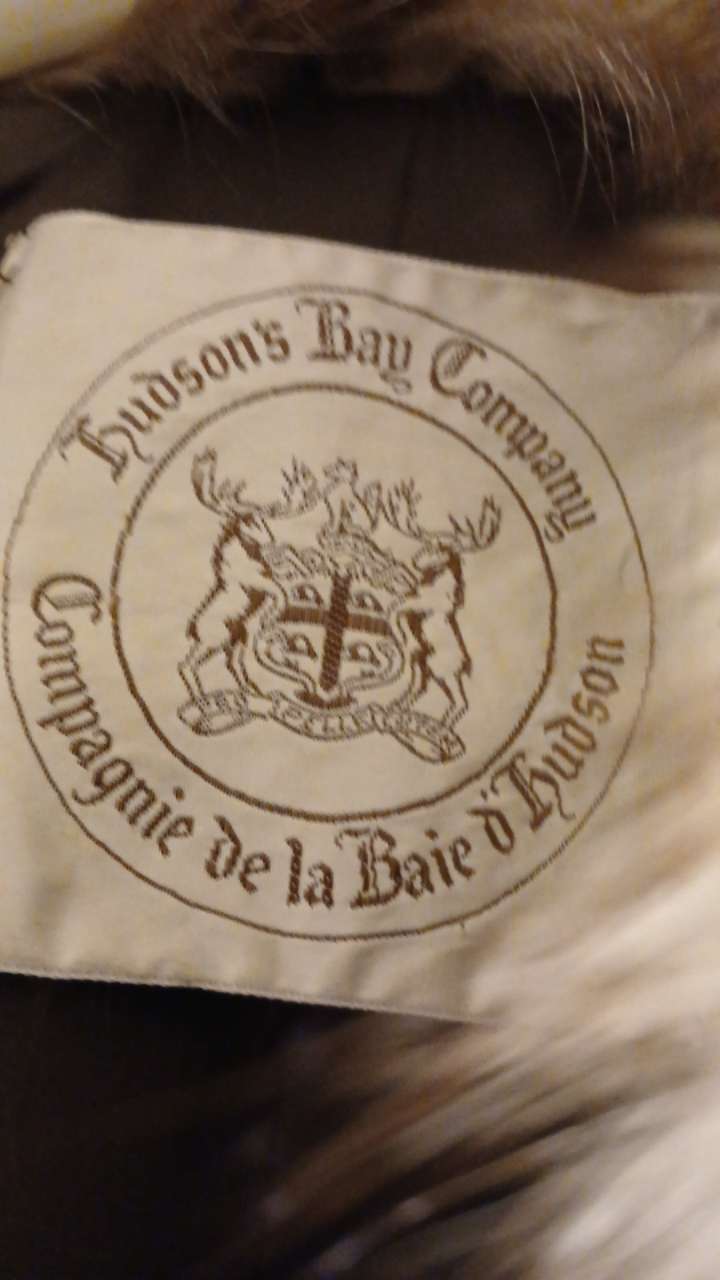 Hudson's Bay Company
Compagnie de la Baie d'Hudson